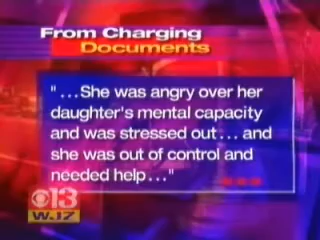 From Charging
Documents
"...She was angry over her
daughter's mental capacity
and was stressed out... and
she was out of control and
needed help..."
13
WJZ